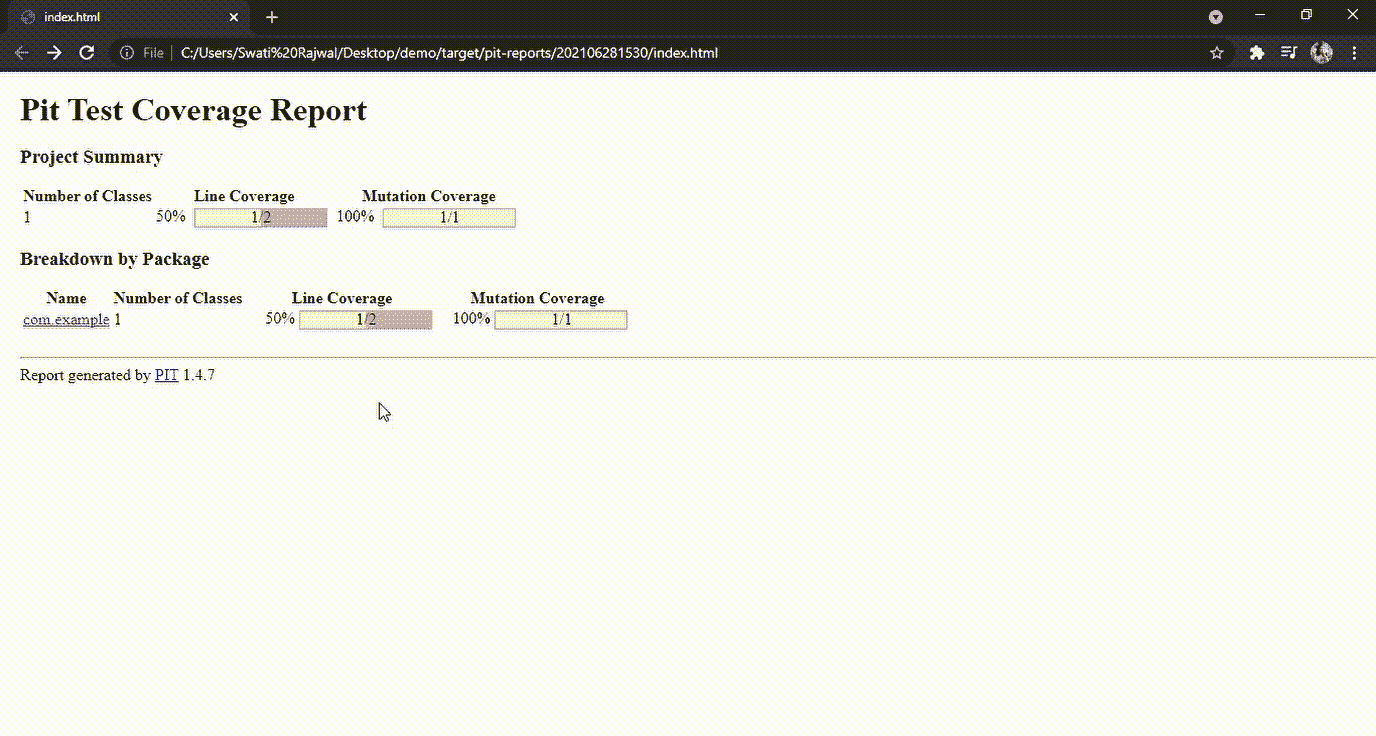 index.html
File C:/Users/Swati%20Rajwal/Desktop/demo/target/pit-reports/202106281530/index.html
Pit Test Coverage Report
Project Summary
Number of Classes Line Coverage Mutation Coverage
1 50% 1/2 100% 1/1
Breakdown by Package
Name Number of Classes Line Coverage Mutation Coverage
com.example 1 50% 1/2 100% 1/1
Report generated by PIT 1.4.7